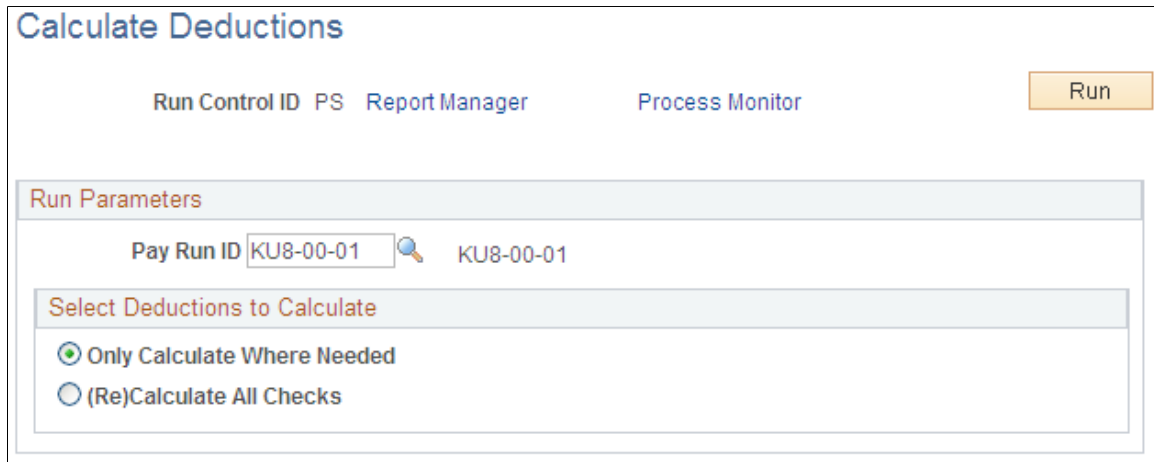 Calculate Deductions
Run Control ID PS Report Manager Process Monitor Run
Run Parameters
Pay Run ID KU8-00-01 KU8-00-01
Select Deductions to Calculate
Only Calculate Where Needed
(Re)Calculate All Checks